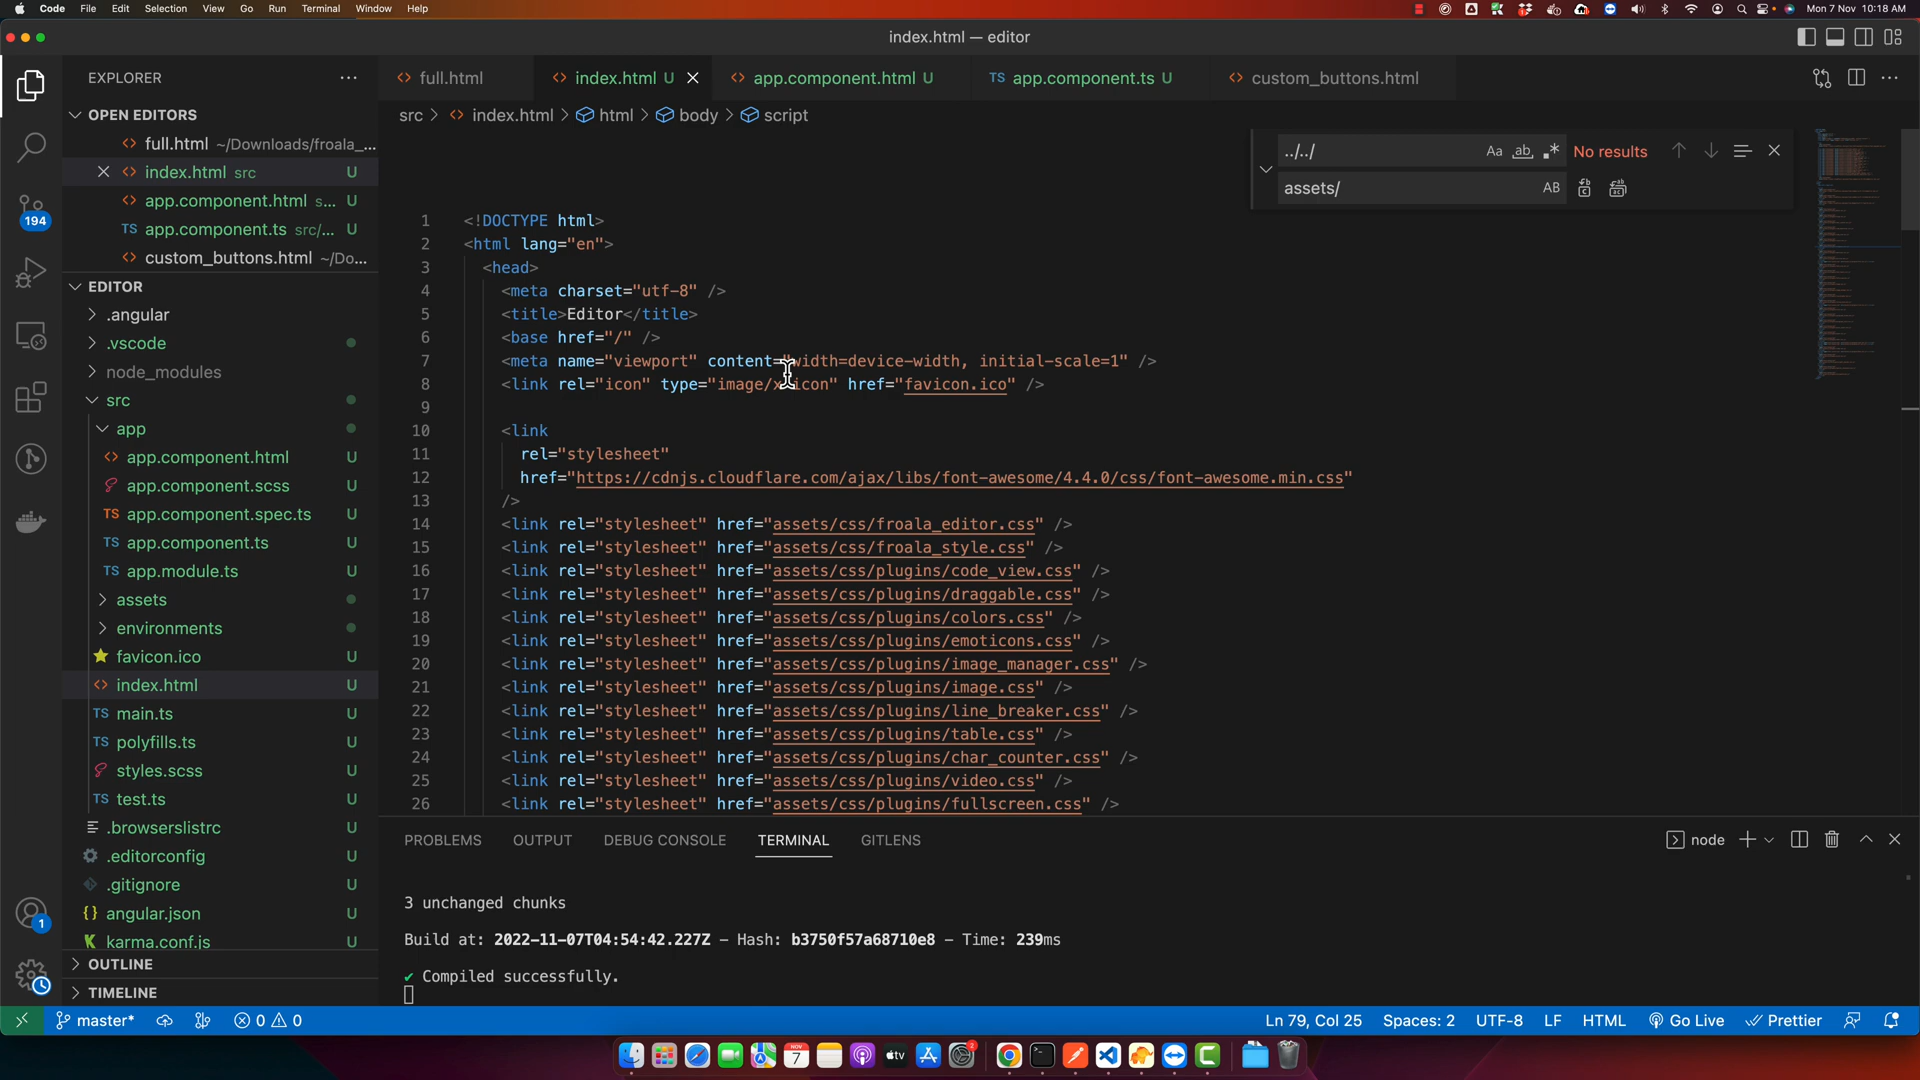 Code File Edit Selection View Go Run Terminal Window Help
Mon 7 Nov 10:18 AM
index.html — editor
EXPLORER
OPEN EDITORS
full.html ~/Downloads/froala_...
index.html src U
app.component.html s... U
TS app.component.ts src/... U
custom_buttons.html ~/Do...
194
EDITOR
.angular
.vscode
node_modules
src
app
app.component.html U
app.component.scss U
TS app.component.spec.ts U
TS app.component.ts U
TS app.module.ts U
assets
environments
favicon.ico U
index.html U
TS main.ts U
TS polyfills.ts U
styles.scss U
TS test.ts U
.browserslistrc U
.editorconfig U
.gitignore U
{} angular.json U
karma.conf.js U
OUTLINE
TIMELINE
1
full.html
index.html U
app.component.html U
TS app.component.ts U
custom_buttons.html
src > index.html > html > body > script
../../ Aa ab .* No results
assets/ AB
1 <!DOCTYPE html>
2 <html lang="en">
3 <head>
4 <meta charset="utf-8" />
5 <title>Editor</title>
6 <base href="/" />
7 <meta name="viewport" content="width=device-width, initial-scale=1" />
8 <link rel="icon" type="image/x-icon" href="favicon.ico" />
9
10 <link
11 rel="stylesheet"
12 href="https://cdnjs.cloudflare.com/ajax/libs/font-awesome/4.4.0/css/font-awesome.min.css"
13 />
14 <link rel="stylesheet" href="assets/css/froala_editor.css" />
15 <link rel="stylesheet" href="assets/css/froala_style.css" />
16 <link rel="stylesheet" href="assets/css/plugins/code_view.css" />
17 <link rel="stylesheet" href="assets/css/plugins/draggable.css" />
18 <link rel="stylesheet" href="assets/css/plugins/colors.css" />
19 <link rel="stylesheet" href="assets/css/plugins/emoticons.css" />
20 <link rel="stylesheet" href="assets/css/plugins/image_manager.css" />
21 <link rel="stylesheet" href="assets/css/plugins/image.css" />
22 <link rel="stylesheet" href="assets/css/plugins/line_breaker.css" />
23 <link rel="stylesheet" href="assets/css/plugins/table.css" />
24 <link rel="stylesheet" href="assets/css/plugins/char_counter.css" />
25 <link rel="stylesheet" href="assets/css/plugins/video.css" />
26 <link rel="stylesheet" href="assets/css/plugins/fullscreen.css" />
PROBLEMS OUTPUT DEBUG CONSOLE TERMINAL GITLENS
node
3 unchanged chunks
Build at: 2022-11-07T04:54:42.227Z - Hash: b3750f57a68710e8 - Time: 239ms
✔ Compiled successfully.
master* 0 0
Ln 79, Col 25 Spaces: 2 UTF-8 LF HTML Go Live Prettier
NOV
7
tv
2